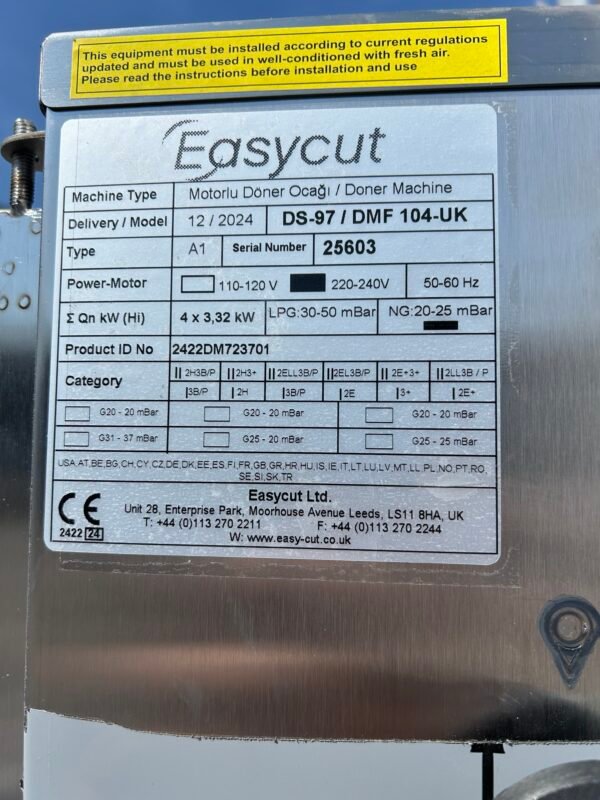 This equipment must be installed according to current regulations
updated and must be used in well-conditioned with fresh air.
Please read the instructions before installation and use
Easycut
Machine Type Motorlu Döner Ocağı / Doner Machine
Delivery / Model 12 / 2024 DS-97 / DMF 104-UK
Type A1 Serial Number 25603
Power-Motor 110-120 V 220-240V 50-60 Hz
Σ Qn kW (Hi) 4 x 3,32 kW LPG:30-50 mBar NG:20-25 mBar
Product ID No 2422DM723701
Category II 2H3B/P II 2H3+ II 2ELL3B/P II 2EL3B/P II 2E+3+ II 2LL3B / P
I 3B/P I 2H I 3B/P I 2E I 3+ I 2E+
G20 - 20 mBar G20 - 20 mBar G20 - 20 mBar
G31 - 37 mBar G25 - 20 mBar G25 - 25 mBar
USA,AT,BE,BG,CH,CY,CZ,DE,DK,EE,ES,FI,FR,GB,GR,HR,HU,IS,IE,IT,LT,LU,LV,MT,LL,PL,NO,PT,RO,
SE,SI,SK,TR
CE
2422 24
Easycut Ltd.
Unit 28, Enterprise Park, Moorhouse Avenue Leeds, LS11 8HA, UK
T: +44 (0)113 270 2211 F: +44 (0)113 270 2244
W: www.easy-cut.co.uk